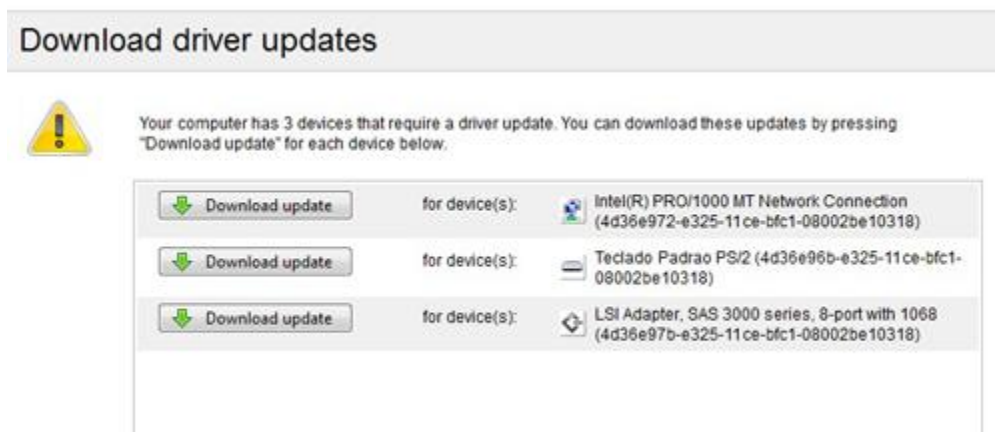 Download driver updates
Your computer has 3 devices that require a driver update. You can download these updates by pressing
"Download update" for each device below.
Download update for device(s): Intel(R) PRO/1000 MT Network Connection
(4d36e972-e325-11ce-bfc1-08002be10318)
Download update for device(s): Teclado Padrao PS/2 (4d36e96b-e325-11ce-bfc1-
08002be10318)
Download update for device(s): LSI Adapter, SAS 3000 series, 8-port with 1068
(4d36e97b-e325-11ce-bfc1-08002be10318)